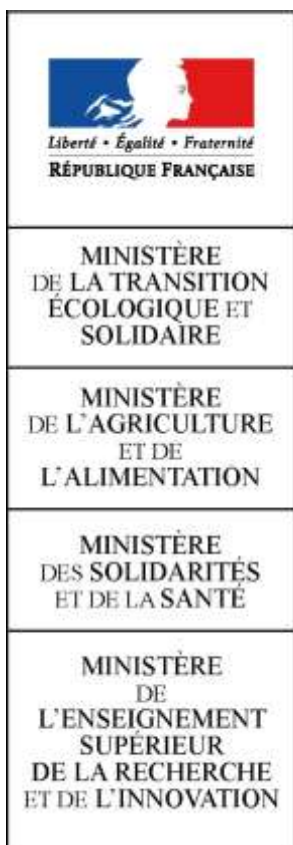 Liberté • Égalité • Fraternité
RÉPUBLIQUE FRANÇAISE
MINISTÈRE
DE LA TRANSITION
ÉCOLOGIQUE ET
SOLIDAIRE
MINISTÈRE
DE L'AGRICULTURE
ET DE
L'ALIMENTATION
MINISTÈRE
DES SOLIDARITÉS
ET DE LA SANTÉ
MINISTÈRE
DE
L'ENSEIGNEMENT
SUPÉRIEUR
DE LA RECHERCHE
ET DE L'INNOVATION